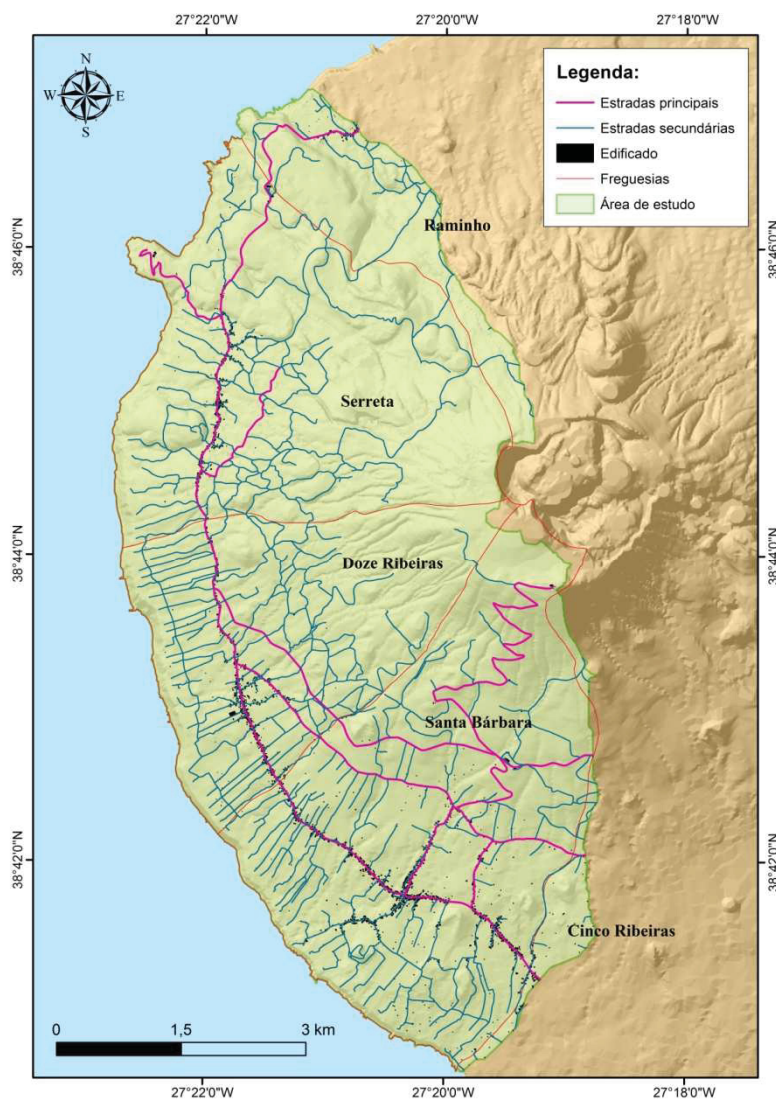 27°22'0"W
27°20'0"W
27°18'0"W
N
W
E
S
Legenda:
Estradas principais
Estradas secundárias
Edificado
Freguesias
Área de estudo
38°46'0"N
38°46'0"N
Raminho
Serreta
38°44'0"N
38°44'0"N
Doze Ribeiras
Santa Bárbara
38°42'0"N
38°42'0"N
Cinco Ribeiras
0
1,5
3 km
27°22'0"W
27°20'0"W
27°18'0"W